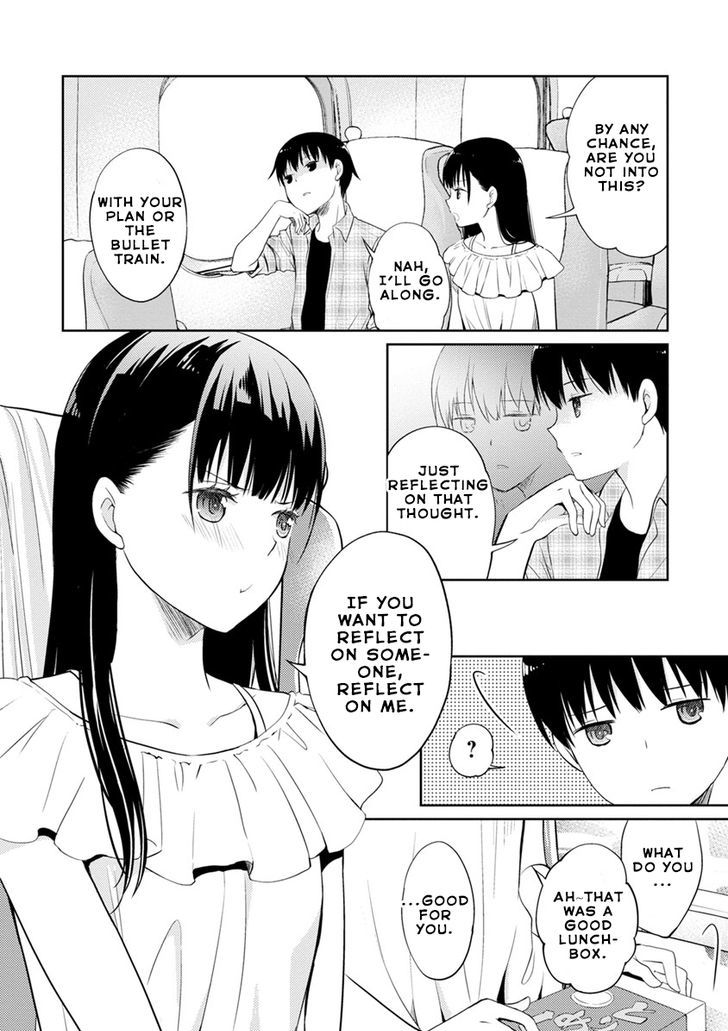 BY ANY
CHANCE,
ARE YOU
NOT INTO
THIS?
NAH,
I'LL GO
ALONG.
WITH YOUR
PLAN OR
THE
BULLET
TRAIN.
JUST
REFLECTING
ON THAT
THOUGHT.
IF YOU
WANT TO
REFLECT
ON SOME-
ONE,
REFLECT
ON ME.
?
WHAT
DO YOU
...
AH~THAT
WAS A
GOOD
LUNCH-
BOX.
...GOOD
FOR
YOU.